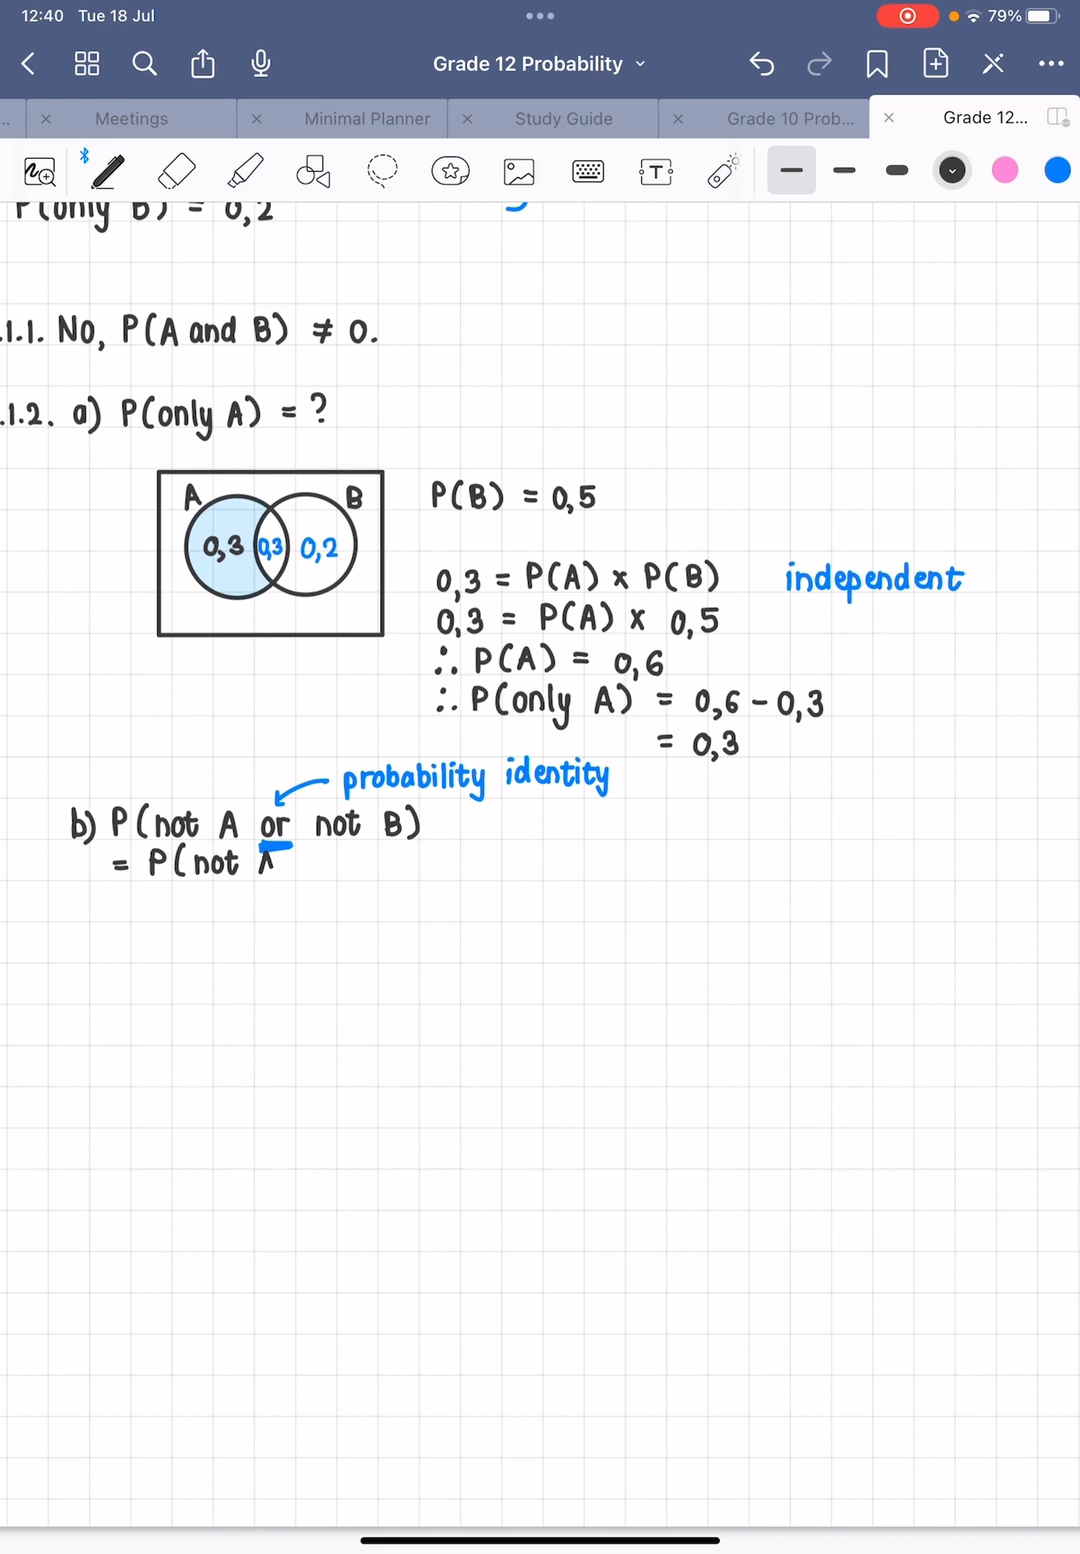 12:40 Tue 18 Jul
79%
Grade 12 Probability
Meetings
Minimal Planner
Study Guide
Grade 10 Prob...
Grade 12...
P(only B) = 0,2
.1.1. No, P(A and B) ≠ 0.
.1.2. a) P(only A) = ?
A B
0,3 0,3 0,2
P(B) = 0,5
0,3 = P(A) x P(B) independent
0,3 = P(A) x 0,5
∴ P(A) = 0,6
∴ P(only A) = 0,6 - 0,3
= 0,3
probability identity
b) P(not A or not B)
= P(not